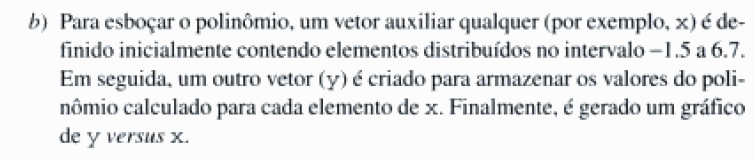 b) Para esboçar o polinômio, um vetor auxiliar qualquer (por exemplo, x) é de-
finido inicialmente contendo elementos distribuídos no intervalo −1.5 a 6.7.
Em seguida, um outro vetor (y) é criado para armazenar os valores do poli-
nômio calculado para cada elemento de x. Finalmente, é gerado um gráfico
de y versus x.